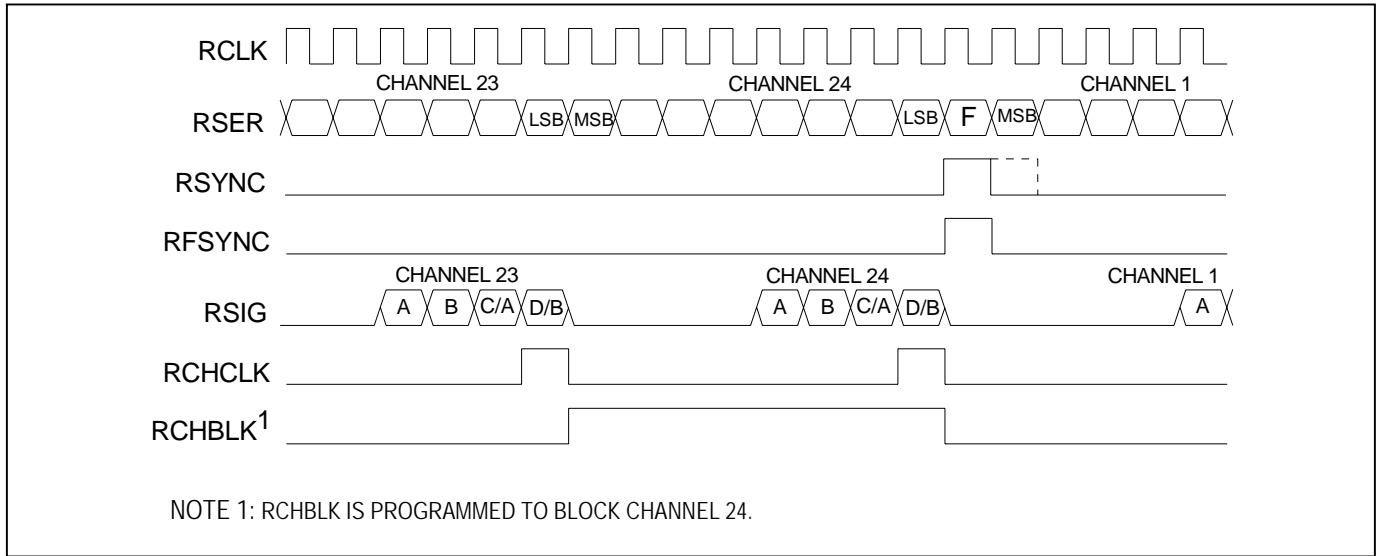 RCLK
CHANNEL 23 CHANNEL 24 CHANNEL 1
RSER LSB MSB LSB F MSB
RSYNC
RFSYNC
CHANNEL 23 CHANNEL 24 CHANNEL 1
RSIG A B C/A D/B A B C/A D/B A
RCHCLK
RCHBLK1
NOTE 1: RCHBLK IS PROGRAMMED TO BLOCK CHANNEL 24.